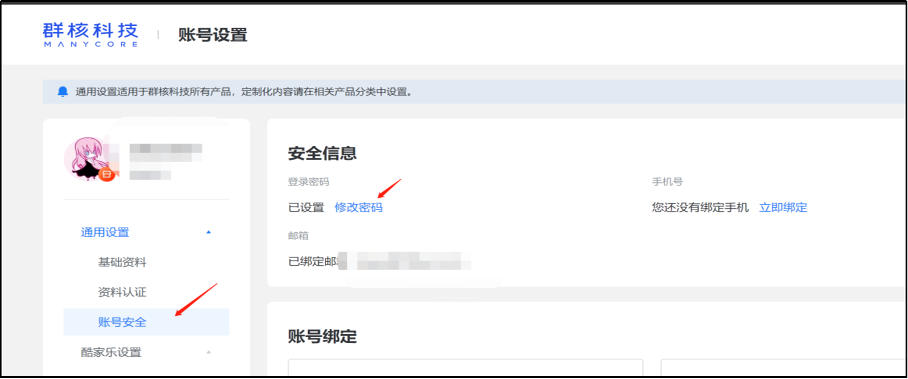 群核科技
MANYCORE
账号设置
通用设置适用于群核科技所有产品，定制化内容请在相关产品分类中设置。
安全信息
登录密码
手机号
已设置 修改密码
您还没有绑定手机 立即绑定
邮箱
已绑定邮
通用设置
基础资料
资料认证
账号安全
酷家乐设置
账号绑定